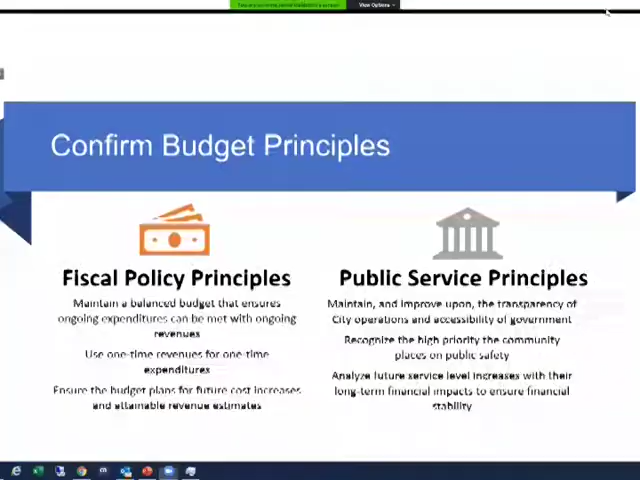 View Options
Confirm Budget Principles
Fiscal Policy Principles
Maintain a balanced budget that ensures
ongoing expenditures can be met with ongoing
revenues
Use one-time revenues for one-time
expenditures
Ensure the budget plans for future cost increases
and attainable revenue estimates
Public Service Principles
Maintain, and improve upon, the transparency of
City operations and accessibility of government
Recognize the high priority the community
places on public safety
Analyze future service level increases with their
long-term financial impacts to ensure financial
stability